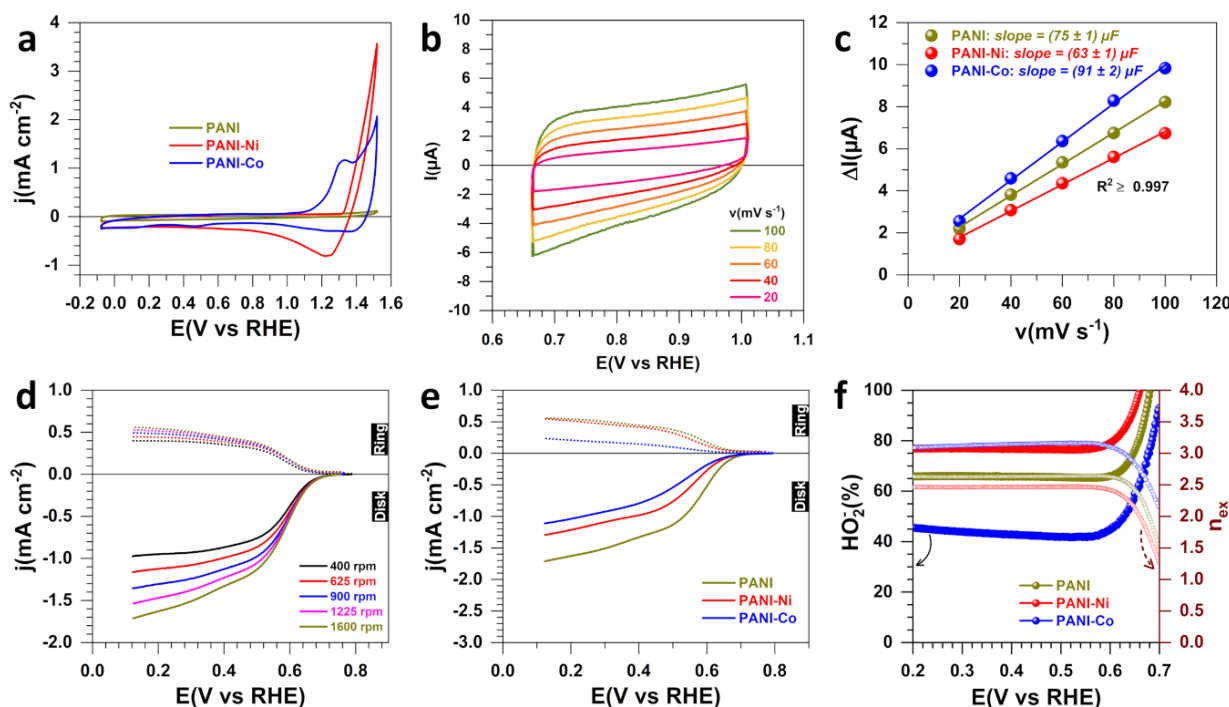 a
j(mA cm⁻²)
4
3
2
1
0
-1
PANI
PANI-Ni
PANI-Co
-0.2 0.0 0.2 0.4 0.6 0.8 1.0 1.2 1.4 1.6
E(V vs RHE)
b
I(µA)
10
8
6
4
2
0
-2
-4
-6
-8
-10
v(mV s⁻¹)
100
80
60
40
20
0.6 0.7 0.8 0.9 1.0 1.1
E(V vs RHE)
c
ΔI(µA)
12
10
8
6
4
2
0
PANI: slope = (75 ± 1) µF
PANI-Ni: slope = (63 ± 1) µF
PANI-Co: slope = (91 ± 2) µF
R² ≥ 0.997
0 20 40 60 80 100 120
v(mV s⁻¹)
d
j(mA cm⁻²)
1.0
0.5
0.0
-0.5
-1.0
-1.5
-2.0
Ring
Disk
400 rpm
625 rpm
900 rpm
1225 rpm
1600 rpm
0.0 0.2 0.4 0.6 0.8
E(V vs RHE)
e
j(mA cm⁻²)
1.0
0.5
0.0
-0.5
-1.0
-1.5
-2.0
-2.5
-3.0
Ring
Disk
PANI
PANI-Ni
PANI-Co
0.0 0.2 0.4 0.6 0.8
E(V vs RHE)
f
HO₂⁻(%)
100
80
60
40
20
0
4.0
3.5
3.0
2.5
2.0
1.5
1.0
0.5
0.0
nₑₓ
PANI
PANI-Ni
PANI-Co
0.2 0.3 0.4 0.5 0.6 0.7
E(V vs RHE)